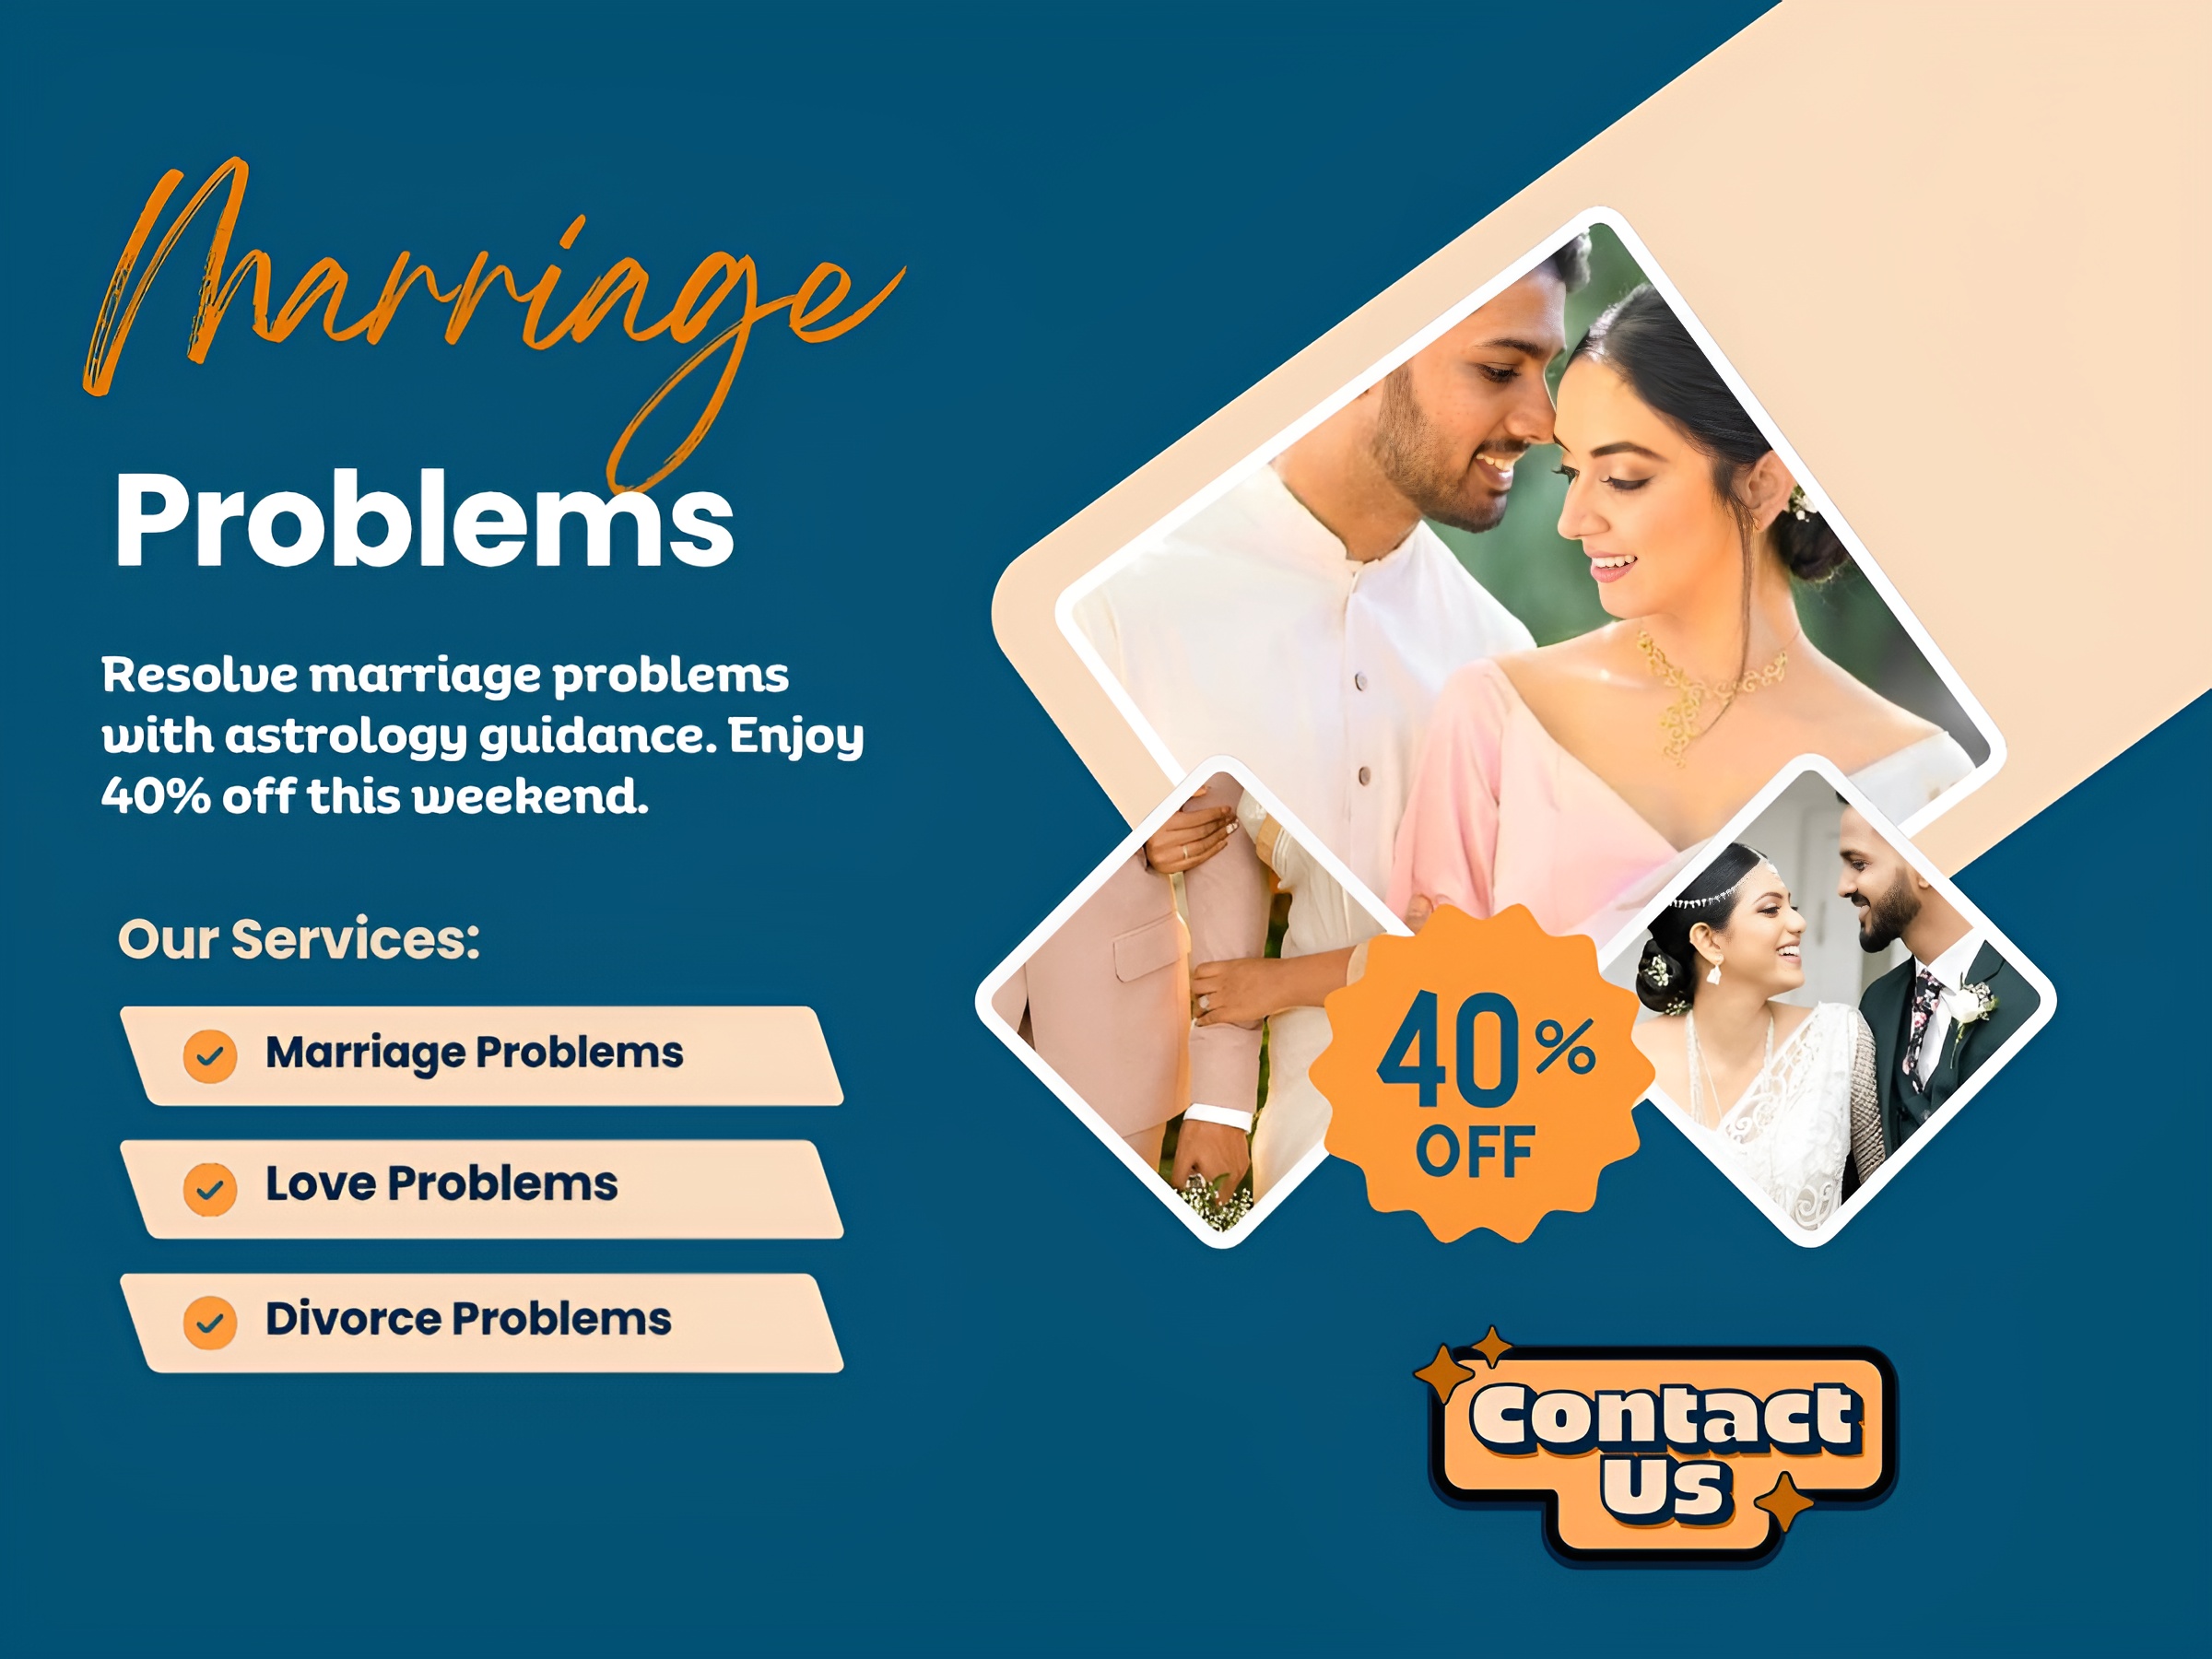 Marriage
Problems
Resolve marriage problems
with astrology guidance. Enjoy
40% off this weekend.
Our Services:
Marriage Problems
Love Problems
Divorce Problems
40%
OFF
Contact
Us